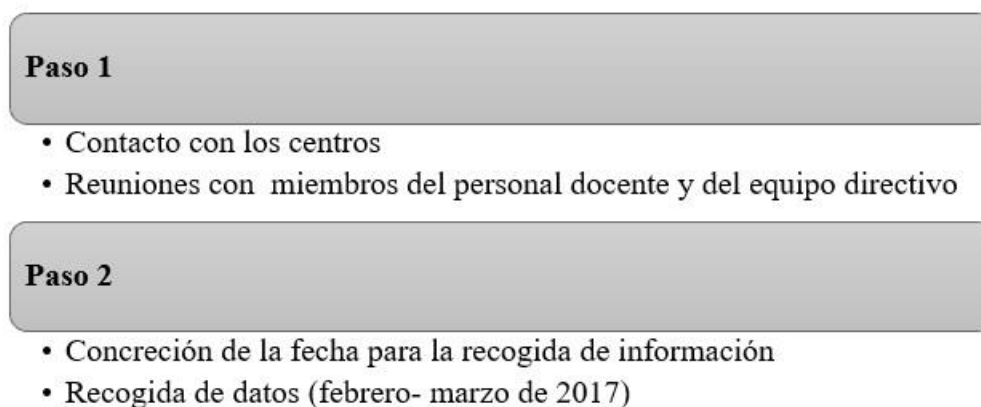 Paso 1
• Contacto con los centros
• Reuniones con  miembros del personal docente y del equipo directivo
Paso 2
• Concreción de la fecha para la recogida de información
• Recogida de datos (febrero- marzo de 2017)